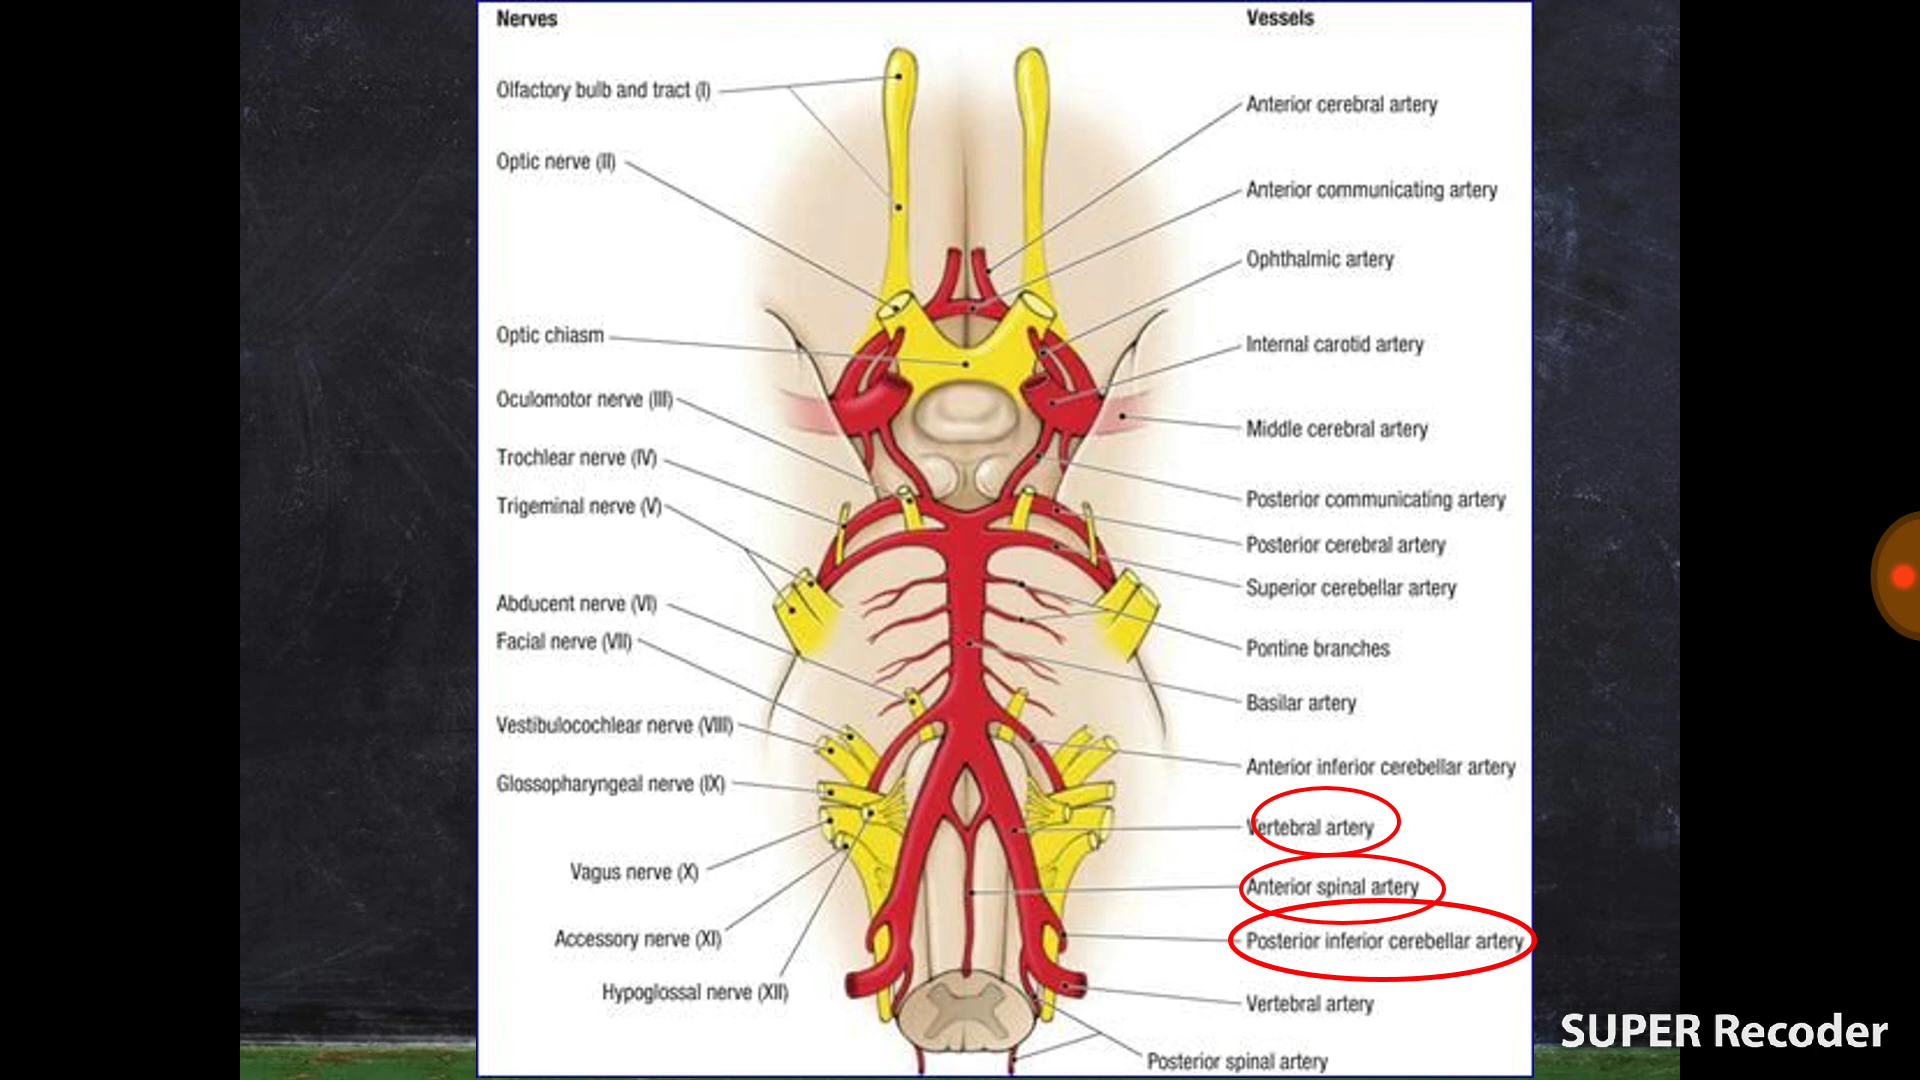 Nerves
Olfactory bulb and tract (I)
Optic nerve (II)
Optic chiasm
Oculomotor nerve (III)
Trochlear nerve (IV)
Trigeminal nerve (V)
Abducent nerve (VI)
Facial nerve (VII)
Vestibulocochlear nerve (VIII)
Glossopharyngeal nerve (IX)
Vagus nerve (X)
Accessory nerve (XI)
Hypoglossal nerve (XII)
Vessels
Anterior cerebral artery
Anterior communicating artery
Ophthalmic artery
Internal carotid artery
Middle cerebral artery
Posterior communicating artery
Posterior cerebral artery
Superior cerebellar artery
Pontine branches
Basilar artery
Anterior inferior cerebellar artery
Vertebral artery
Anterior spinal artery
Posterior inferior cerebellar artery
Vertebral artery
Posterior spinal artery
SUPER Recoder